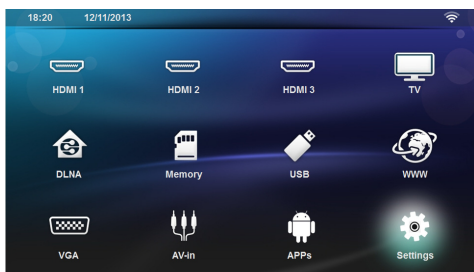 18:20 12/11/2013
HDMI 1 HDMI 2 HDMI 3 TV
DLNA Memory USB WWW
VGA AV-in APPs Settings